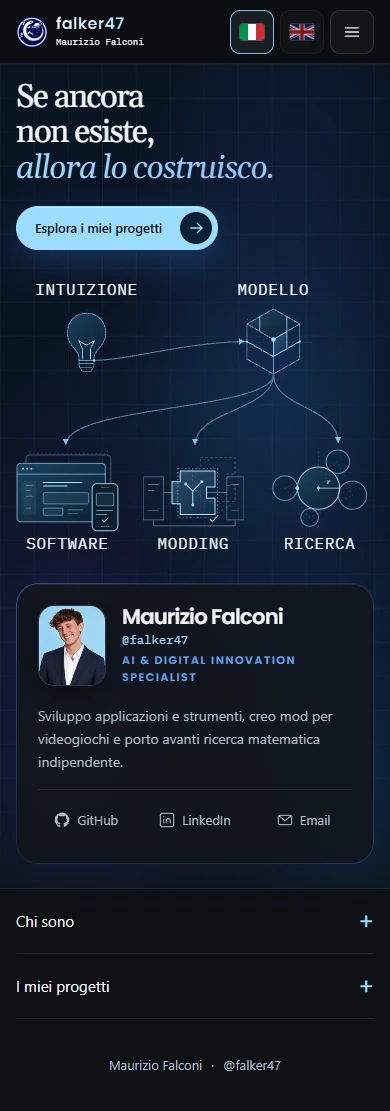 falker47
Maurizio Falconi
Se ancora
non esiste,
allora lo costruisco.
Esplora i miei progetti
INTUIZIONE
MODELLO
SOFTWARE
MODDING
RICERCA
Maurizio Falconi
@falker47
AI & DIGITAL INNOVATION
SPECIALIST
Sviluppo applicazioni e strumenti, creo mod per
videogiochi e porto avanti ricerca matematica
indipendente.
GitHub
LinkedIn
Email
Chi sono
I miei progetti
Maurizio Falconi · @falker47